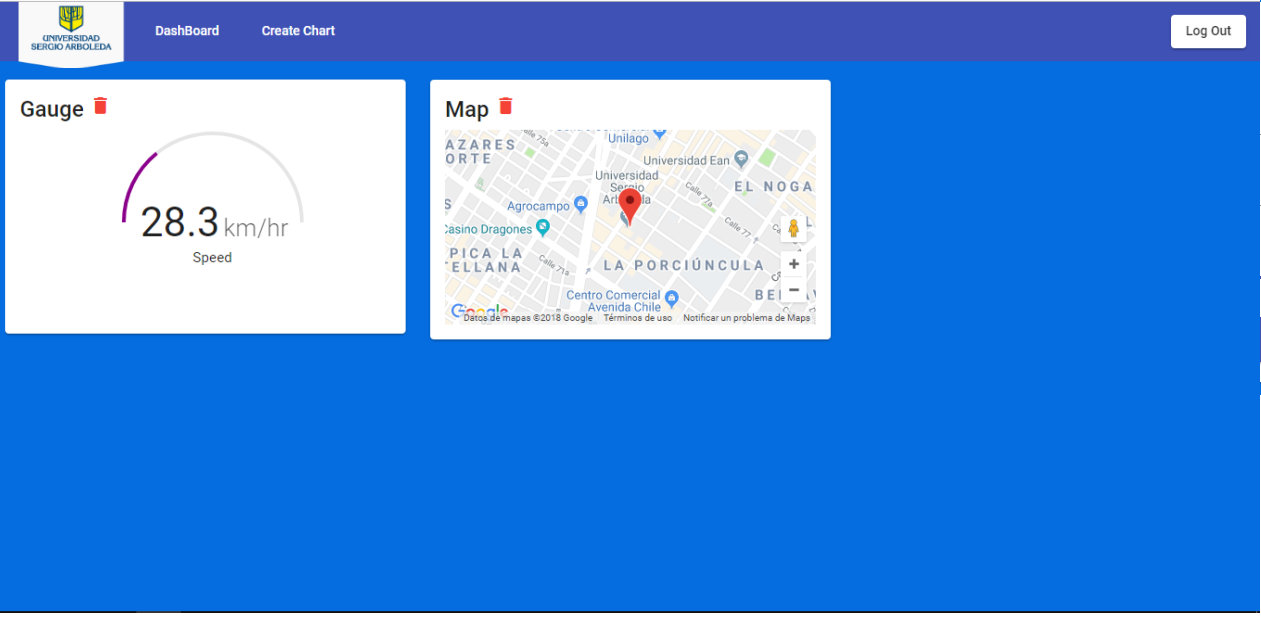 UNIVERSIDAD
SERGIO ARBOLEDA
DashBoard
Create Chart
Log Out
Gauge
28.3 km/hr
Speed
Map
Calle 75a
Unilago
AZARES
ORTE
Universidad Ean
Universidad
Sergio
Calle 77a
EL NOGA
Agrocampo
Casino Dragones
Calle 77
PICA LA
TELLANA
Calle 71a
LA PORCIÚNCULA
Centro Comercial
Avenida Chile
Google
Datos de mapas ©2018 Google Términos de uso Notificar un problema de Maps